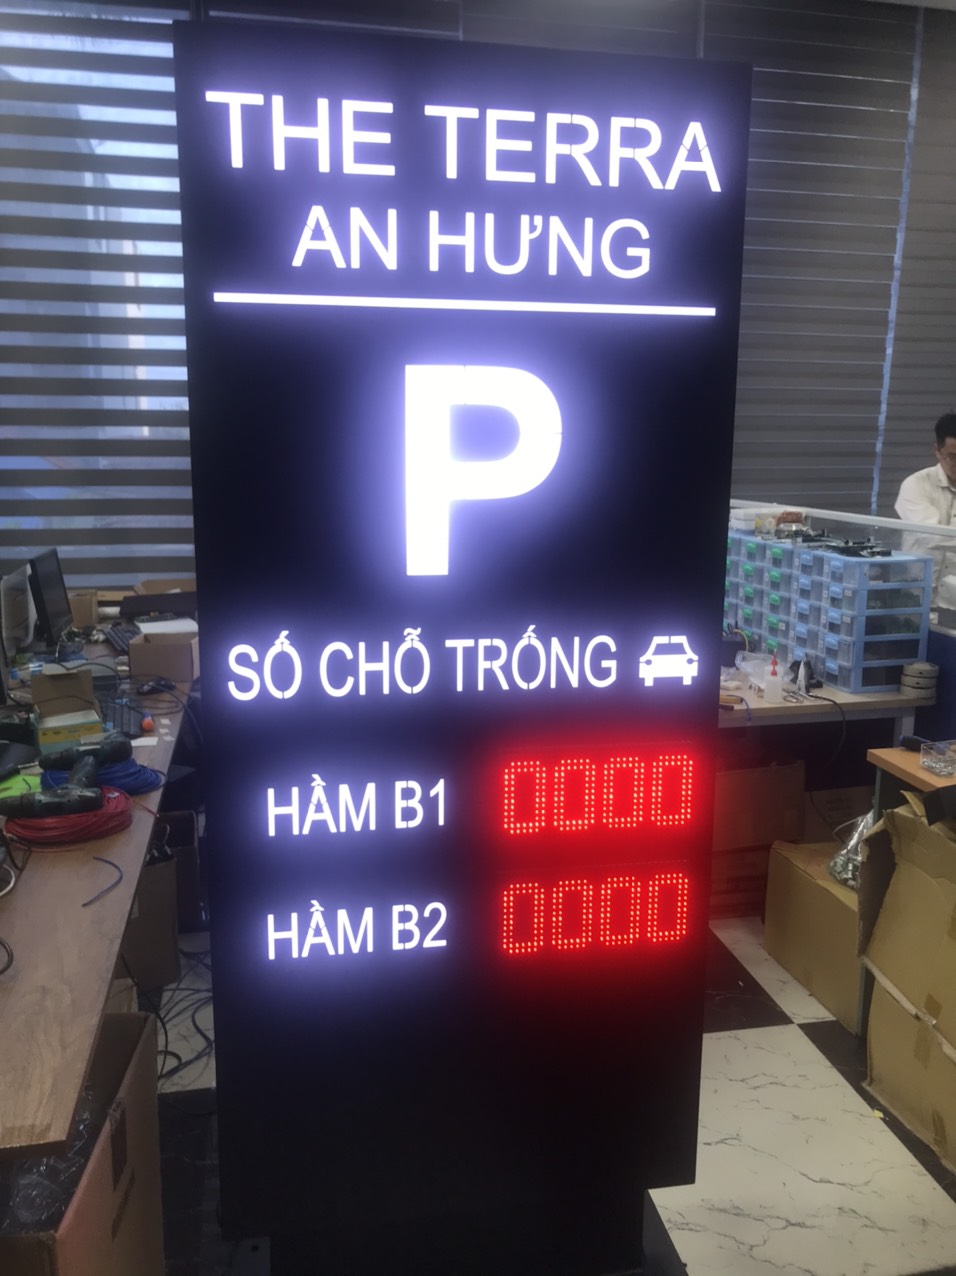 THE TERRA
AN HƯNG
P
SỐ CHỖ TRỐNG
HẦM B1 0000
HẦM B2 0000